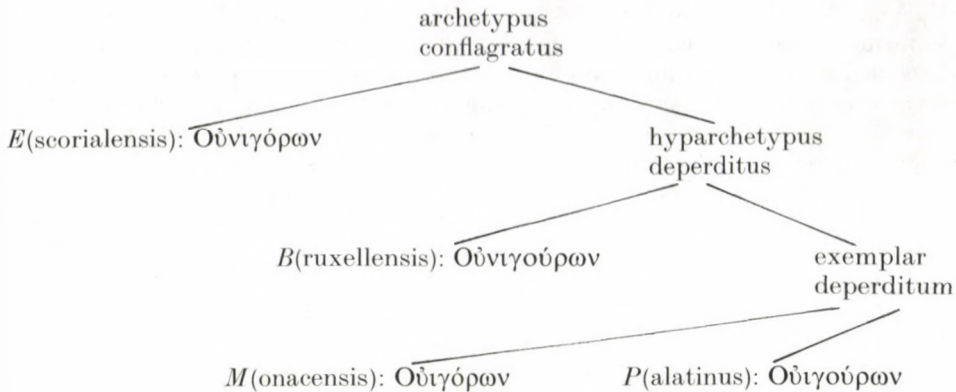 archetypus
conflagratus
E(scorialensis): Οὐνιγόρων
hyparchetypus
deperditus
B(ruxellensis): Οὐνιγούρων
exemplar
deperditum
M(onacensis): Οὐιγόρων
P(alatinus): Οὐιγούρων